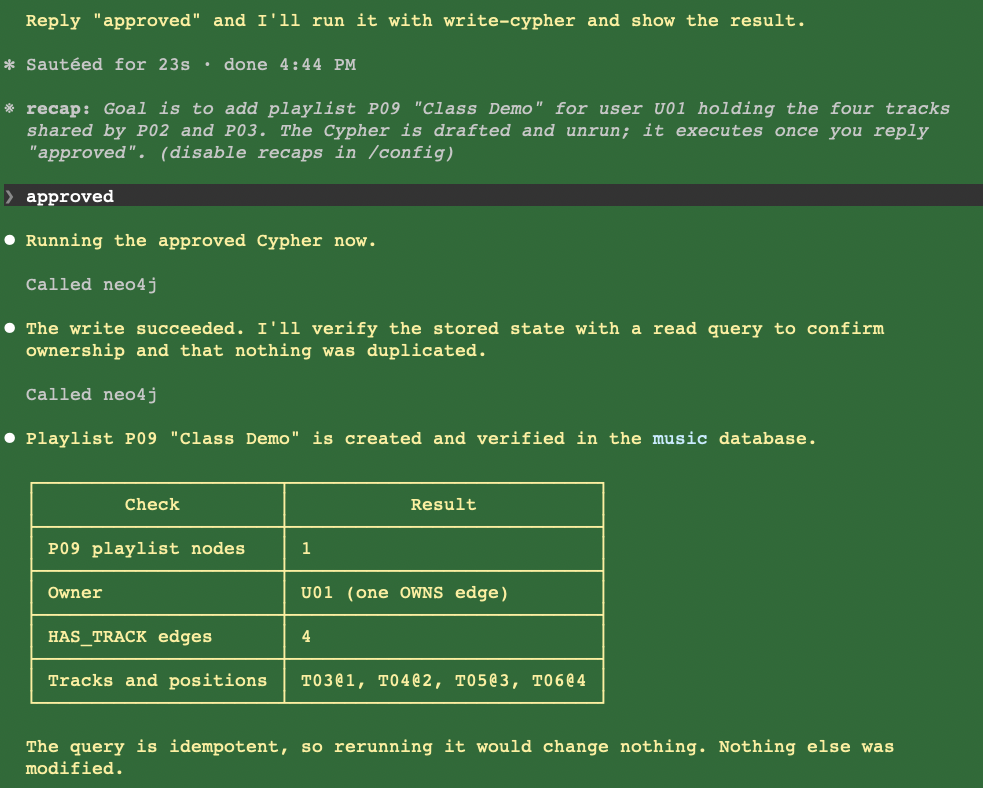 Reply "approved" and I'll run it with write-cypher and show the result.
✻ Sautéed for 23s · done 4:44 PM
※ recap: Goal is to add playlist P09 "Class Demo" for user U01 holding the four tracks
shared by P02 and P03. The Cypher is drafted and unrun; it executes once you reply
"approved". (disable recaps in /config)
❯ approved
● Running the approved Cypher now.
Called neo4j
● The write succeeded. I'll verify the stored state with a read query to confirm
ownership and that nothing was duplicated.
Called neo4j
● Playlist P09 "Class Demo" is created and verified in the music database.
Check Result
P09 playlist nodes 1
Owner U01 (one OWNS edge)
HAS_TRACK edges 4
Tracks and positions T03@1, T04@2, T05@3, T06@4
The query is idempotent, so rerunning it would change nothing. Nothing else was
modified.